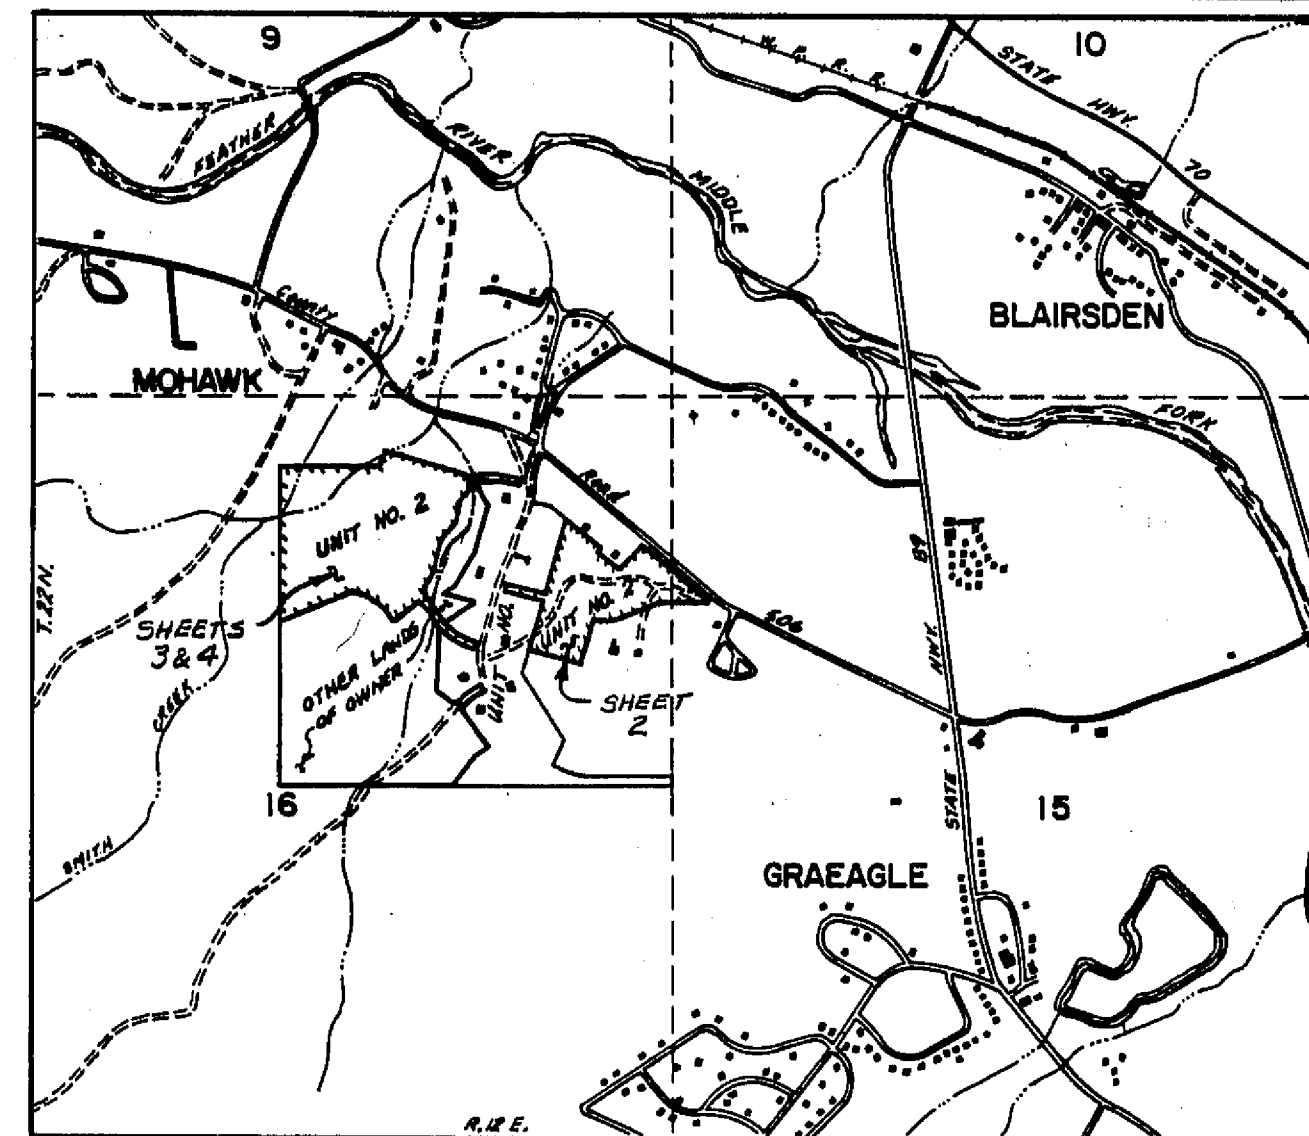 9
10
W. P. R. R.
STATE HWY. 70
FEATHER RIVER
MIDDLE
BLAIRSDEN
County
MOHAWK
FORK
Road
UNIT NO. 2
HWY. 89
T. 22 N.
SHEETS
3 & 4
UNIT NO. 1
UNIT NO. 2
506
OTHER LANDS
OF OWNER
SHEET
2
CREEK
SMITH
16
STATE
15
GRAEAGLE
R. 12 E.